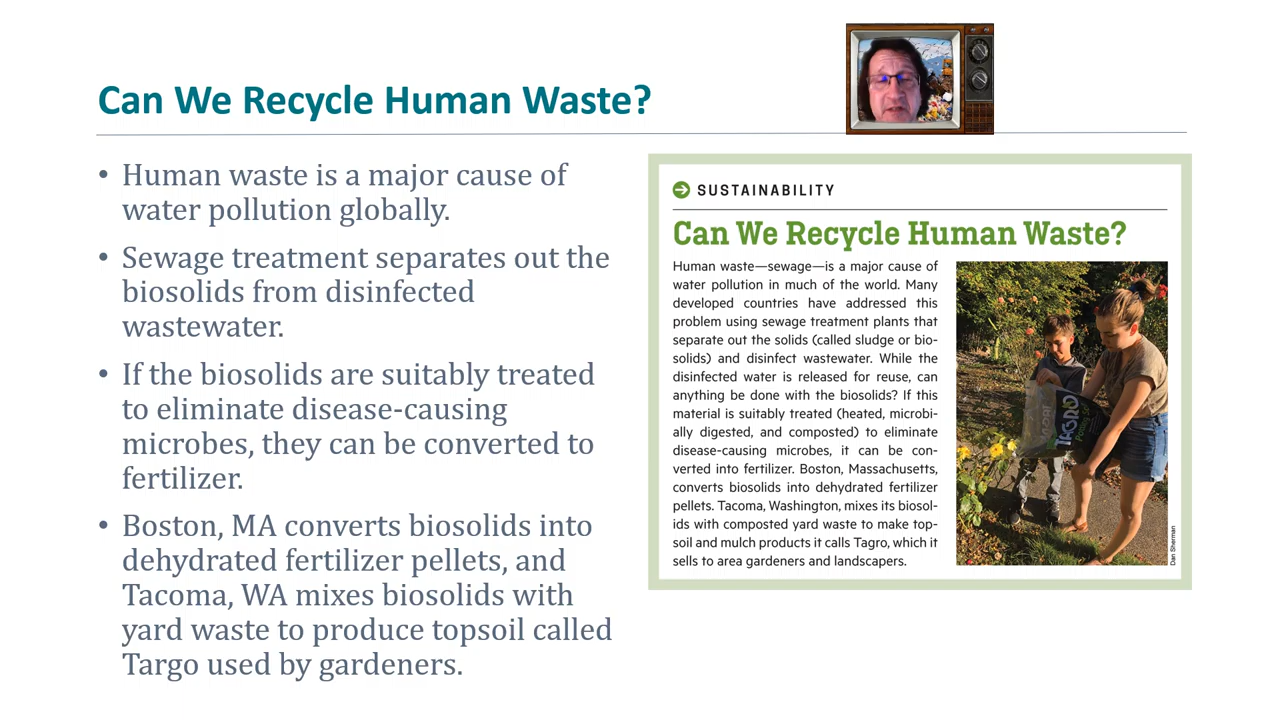 Can We Recycle Human Waste?
• Human waste is a major cause of
water pollution globally.
• Sewage treatment separates out the
biosolids from disinfected
wastewater.
• If the biosolids are suitably treated
to eliminate disease-causing
microbes, they can be converted to
fertilizer.
• Boston, MA converts biosolids into
dehydrated fertilizer pellets, and
Tacoma, WA mixes biosolids with
yard waste to produce topsoil called
Targo used by gardeners.
SUSTAINABILITY
Can We Recycle Human Waste?
Human waste—sewage—is a major cause of
water pollution in much of the world. Many
developed countries have addressed this
problem using sewage treatment plants that
separate out the solids (called sludge or bio-
solids) and disinfect wastewater. While the
disinfected water is released for reuse, can
anything be done with the biosolids? If this
material is suitably treated (heated, microbi-
ally digested, and composted) to eliminate
disease-causing microbes, it can be con-
verted into fertilizer. Boston, Massachusetts,
converts biosolids into dehydrated fertilizer
pellets. Tacoma, Washington, mixes its biosol-
ids with composted yard waste to make top-
soil and mulch products it calls Tagro, which it
sells to area gardeners and landscapers.
TAGRO
Dan Sherman